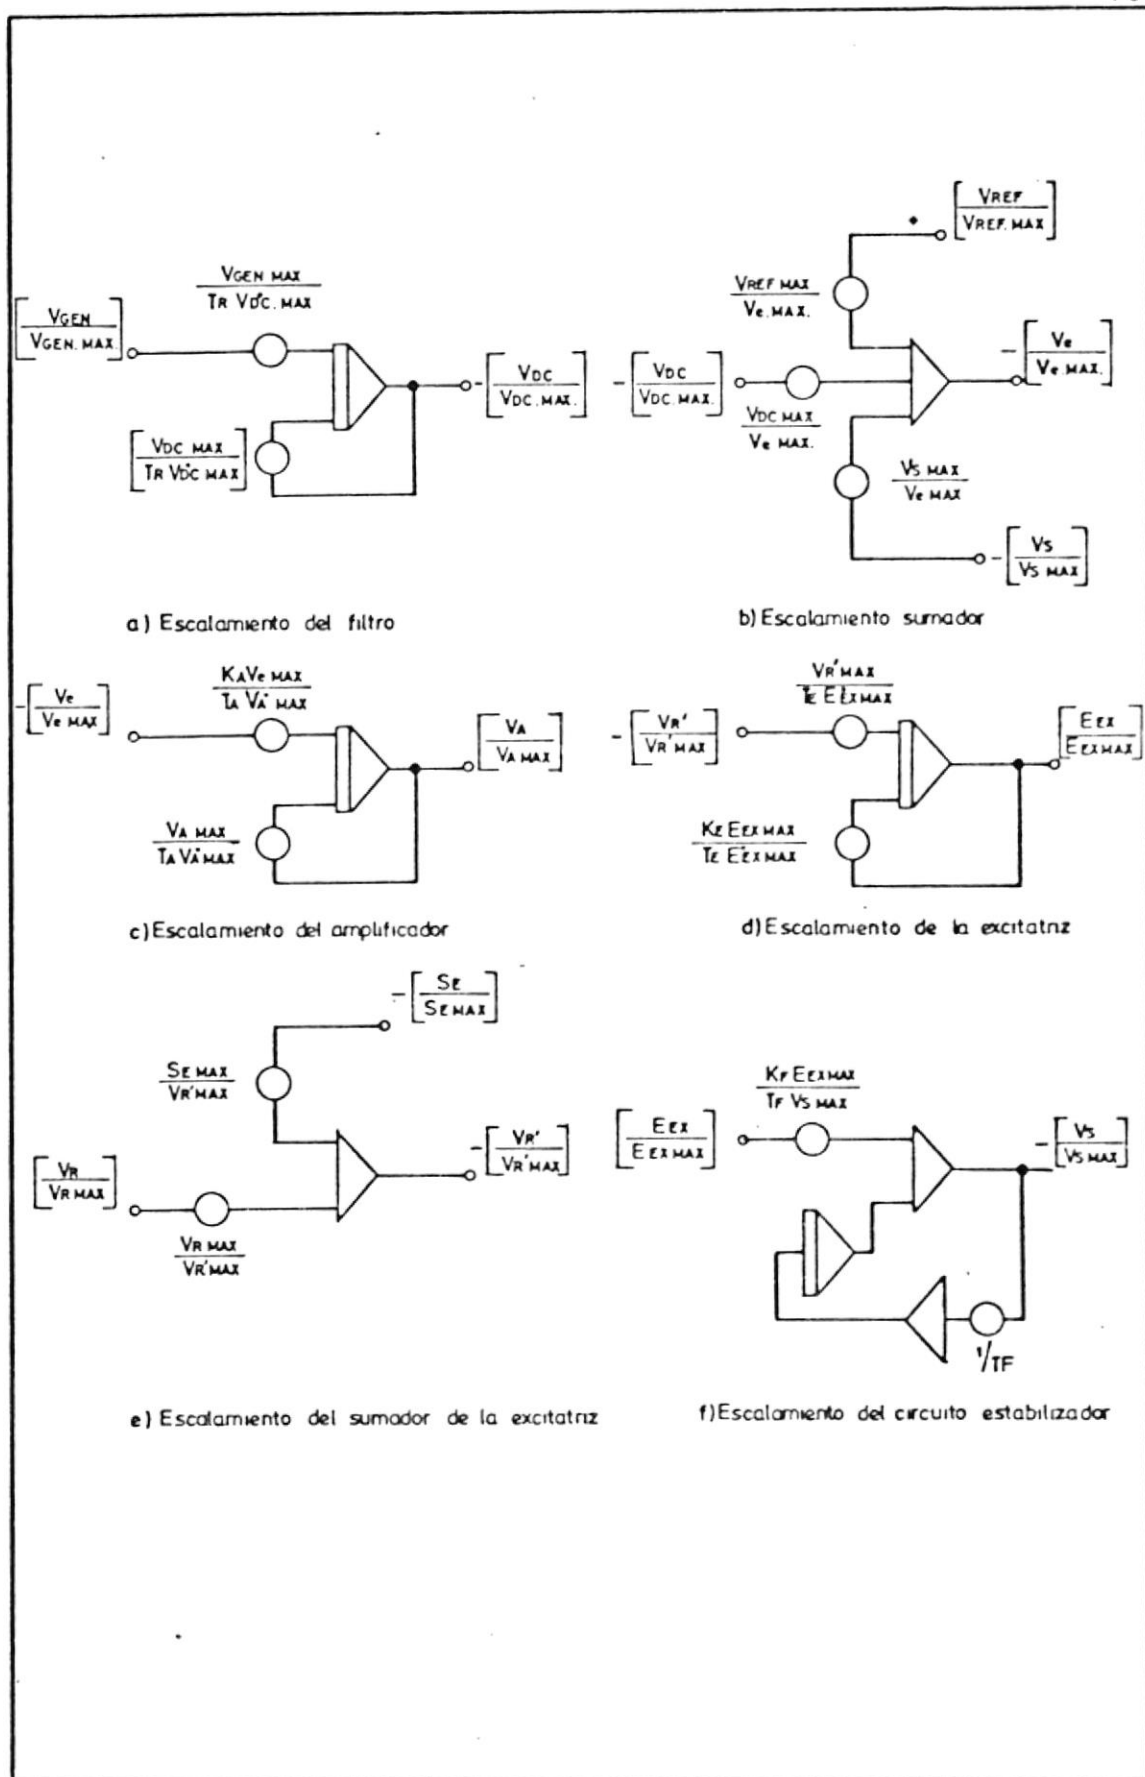 VREF
VREF. MAX
VGEN MAX
TR VḊC. MAX
VREF MAX
Ve. MAX.
VGEN
VGEN. MAX.
- Ve
Ve MAX.
- VDC
VDC. MAX.
- VDC
VDC. MAX.
VDC MAX
Ve MAX.
VDC MAX
TR VḊC MAX
VS MAX
Ve MAX
- VS
VS MAX
a) Escalamiento del filtro
b) Escalamiento sumador
- Ve
Ve MAX
KA Ve MAX
TA V̇A MAX
VA
VA MAX
VR' MAX
TE ĖEX MAX
- VR'
VR' MAX
EEX
EEX MAX
VA MAX
TA V̇A MAX
KE EEX MAX
TE ĖEX MAX
c) Escalamiento del amplificador
d) Escalamiento de la excitatriz
- SE
SE MAX
SE MAX
VR' MAX
KF EEX MAX
TF VS MAX
EEX
EEX MAX
- VS
VS MAX
- VR'
VR' MAX
VR
VR MAX
VR MAX
VR' MAX
1/TF
e) Escalamiento del sumador de la excitatriz
f) Escalamiento del circuito estabilizador